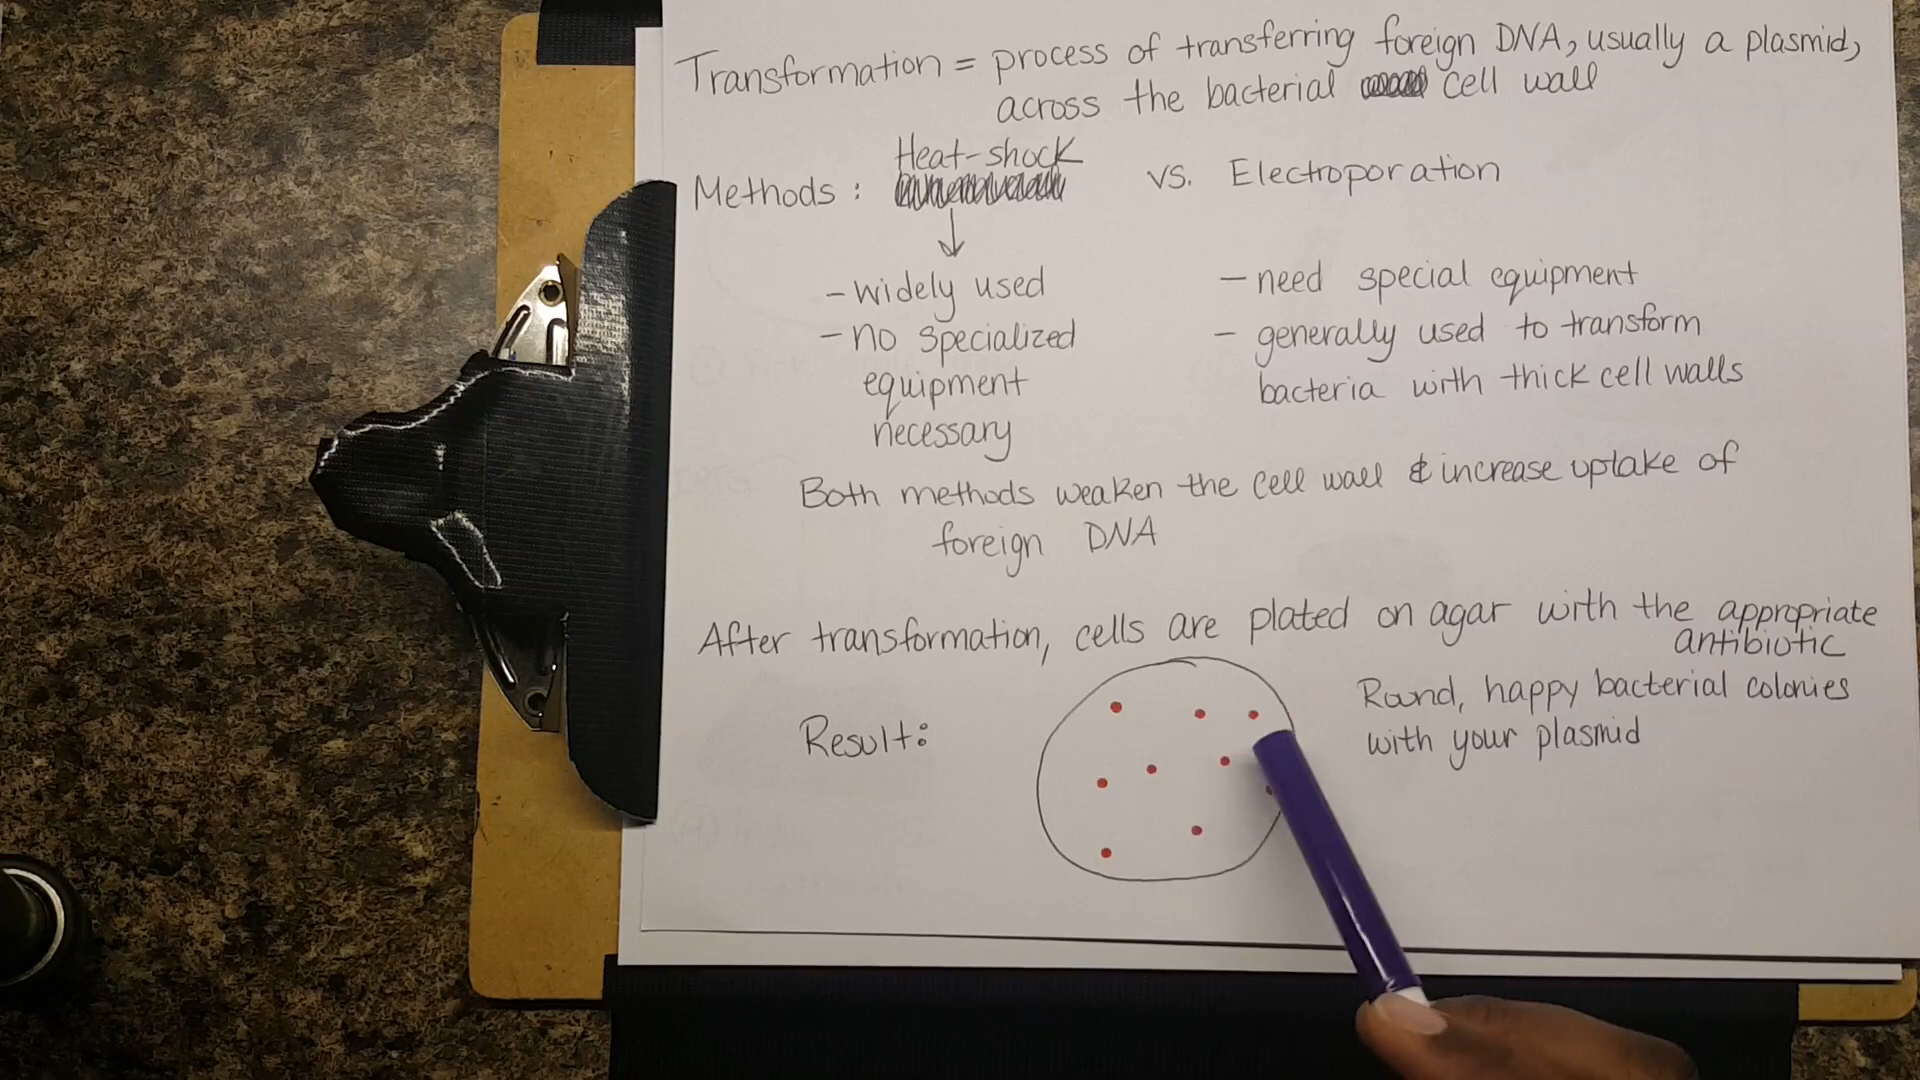 Transformation = process of transferring foreign DNA, usually a plasmid,
across the bacterial cell wall
Heat-shock
Methods: vs. Electroporation
- widely used
- no specialized
equipment
necessary
- need special equipment
- generally used to transform
bacteria with thick cell walls
Both methods weaken the cell wall & increase uptake of
foreign DNA
After transformation, cells are plated on agar with the appropriate
antibiotic
Result:
Round, happy bacterial colonies
with your plasmid